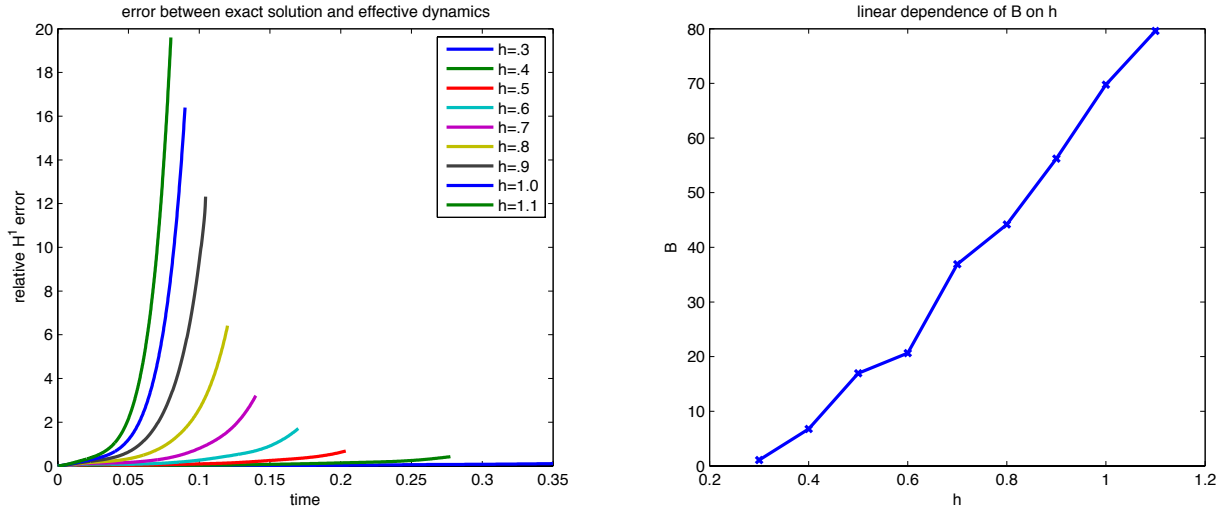 error between exact solution and effective dynamics
20
18
16
14
12
10
8
6
4
2
0
0
0.05
0.1
0.15
0.2
0.25
0.3
0.35
relative H¹ error
time
h=.3
h=.4
h=.5
h=.6
h=.7
h=.8
h=.9
h=1.0
h=1.1
linear dependence of B on h
80
70
60
50
40
30
20
10
0
0.2
0.4
0.6
0.8
1
1.2
B
h